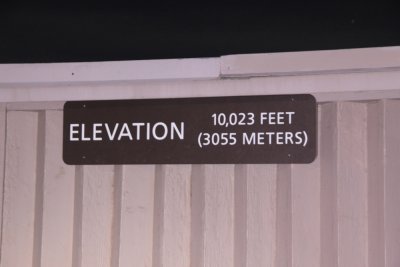 ELEVATION
10,023 FEET
(3055 METERS)